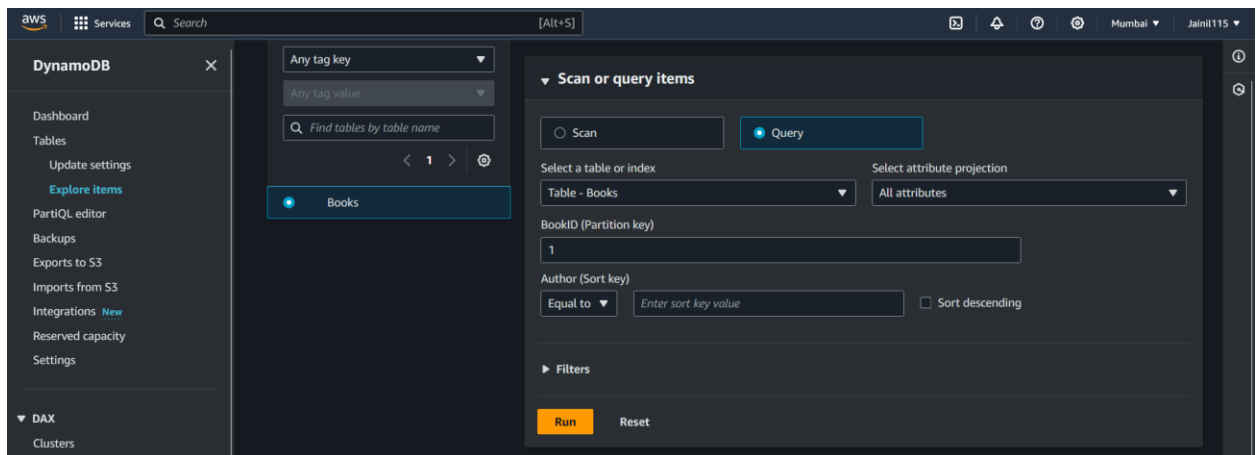 aws Services Search [Alt+S] Mumbai Jainil115
DynamoDB
Dashboard
Tables
Update settings
Explore items
PartiQL editor
Backups
Exports to S3
Imports from S3
Integrations New
Reserved capacity
Settings
DAX
Clusters
Any tag key
Any tag value
Find tables by table name
1
Books
Scan or query items
Scan Query
Select a table or index Select attribute projection
Table - Books All attributes
BookID (Partition key)
1
Author (Sort key)
Equal to Enter sort key value Sort descending
Filters
Run Reset